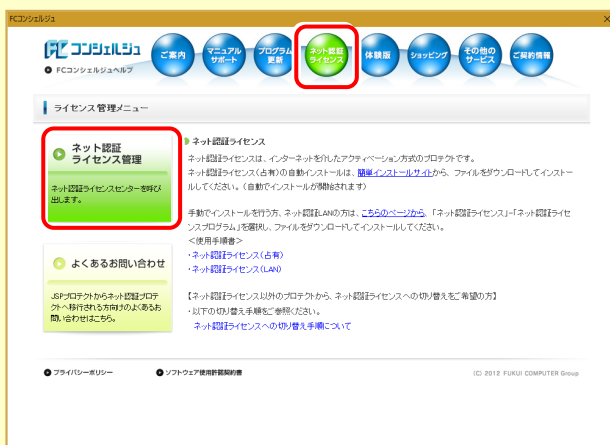 FCコンシェルジュ
FC コンシェルジュ
FCコンシェルジュヘルプ
ご案内
マニュアル
サポート
プログラム
更新
ネット認証
ライセンス
体験版
ショッピング
その他の
サービス
ご契約情報
ライセンス管理メニュー
ネット認証
ライセンス管理
ネット認証ライセンスセンターを呼び
出します。
よくあるお問い合わせ
JSPプロテクトからネット認証プロテ
クトへ移行される方向けのよくあるお
問い合わせはこちら。
ネット認証ライセンス
ネット認証ライセンスは、インターネットを介したアクティベーション方式のプロテクトです。
ネット認証ライセンス(占有)の自動インストールは、簡単インストールサイトから、ファイルをダウンロードしてインストー
ルしてください。(自動でインストールが開始されます)
手動でインストールを行う方、ネット認証LANの方は、こちらのページから、「ネット認証ライセンス」-「ネット認証ライセ
ンスプログラム」を選択し、ファイルをダウンロードしてインストールしてください。
<使用手順書>
・ネット認証ライセンス(占有)
・ネット認証ライセンス(LAN)
【ネット認証ライセンス以外のプロテクトから、ネット認証ライセンスへの切り替えをご希望の方】
・以下の切り替え手順をご参照ください。
ネット認証ライセンスへの切り替え手順について
プライバシーポリシー
ソフトウェア使用許諾契約書
(C) 2012 FUKUI COMPUTER Group